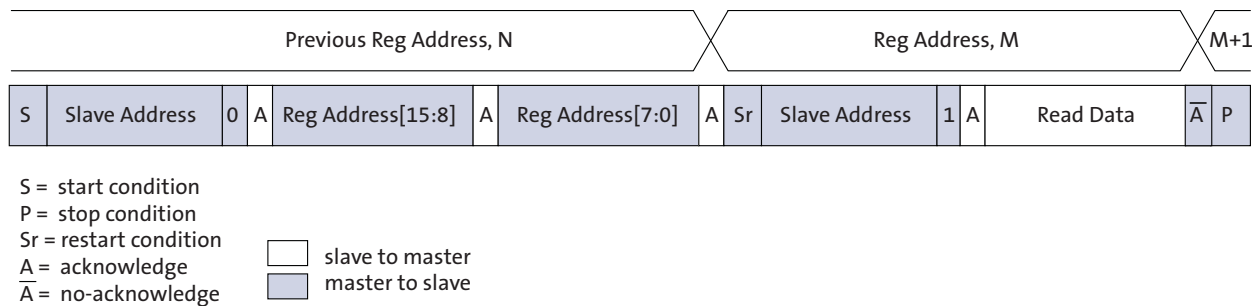 Previous Reg Address, N Reg Address, M M+1
S Slave Address 0 A Reg Address[15:8] A Reg Address[7:0] A Sr Slave Address 1 A Read Data A̅ P
S = start condition
P = stop condition
Sr = restart condition
A = acknowledge
A̅ = no-acknowledge
slave to master
master to slave